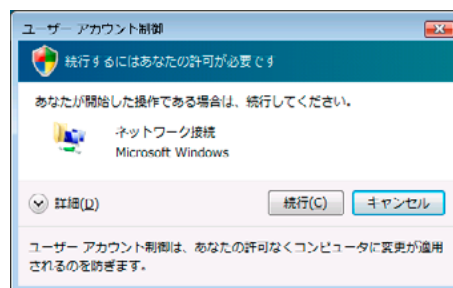 ユーザー アカウント制御
続行するにはあなたの許可が必要です
あなたが開始した操作である場合は、続行してください。
ネットワーク接続
Microsoft Windows
詳細(D)
続行(C)
キャンセル
ユーザー アカウント制御は、あなたの許可なくコンピュータに変更が適用
されるのを防ぎます。